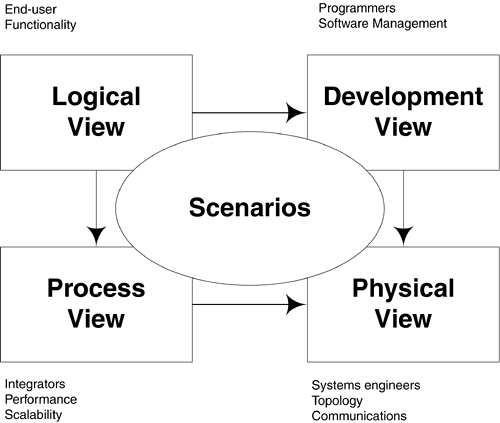 End-user
Functionality
Programmers
Software Management
Logical
View
Development
View
Scenarios
Process
View
Physical
View
Integrators
Performance
Scalability
Systems engineers
Topology
Communications